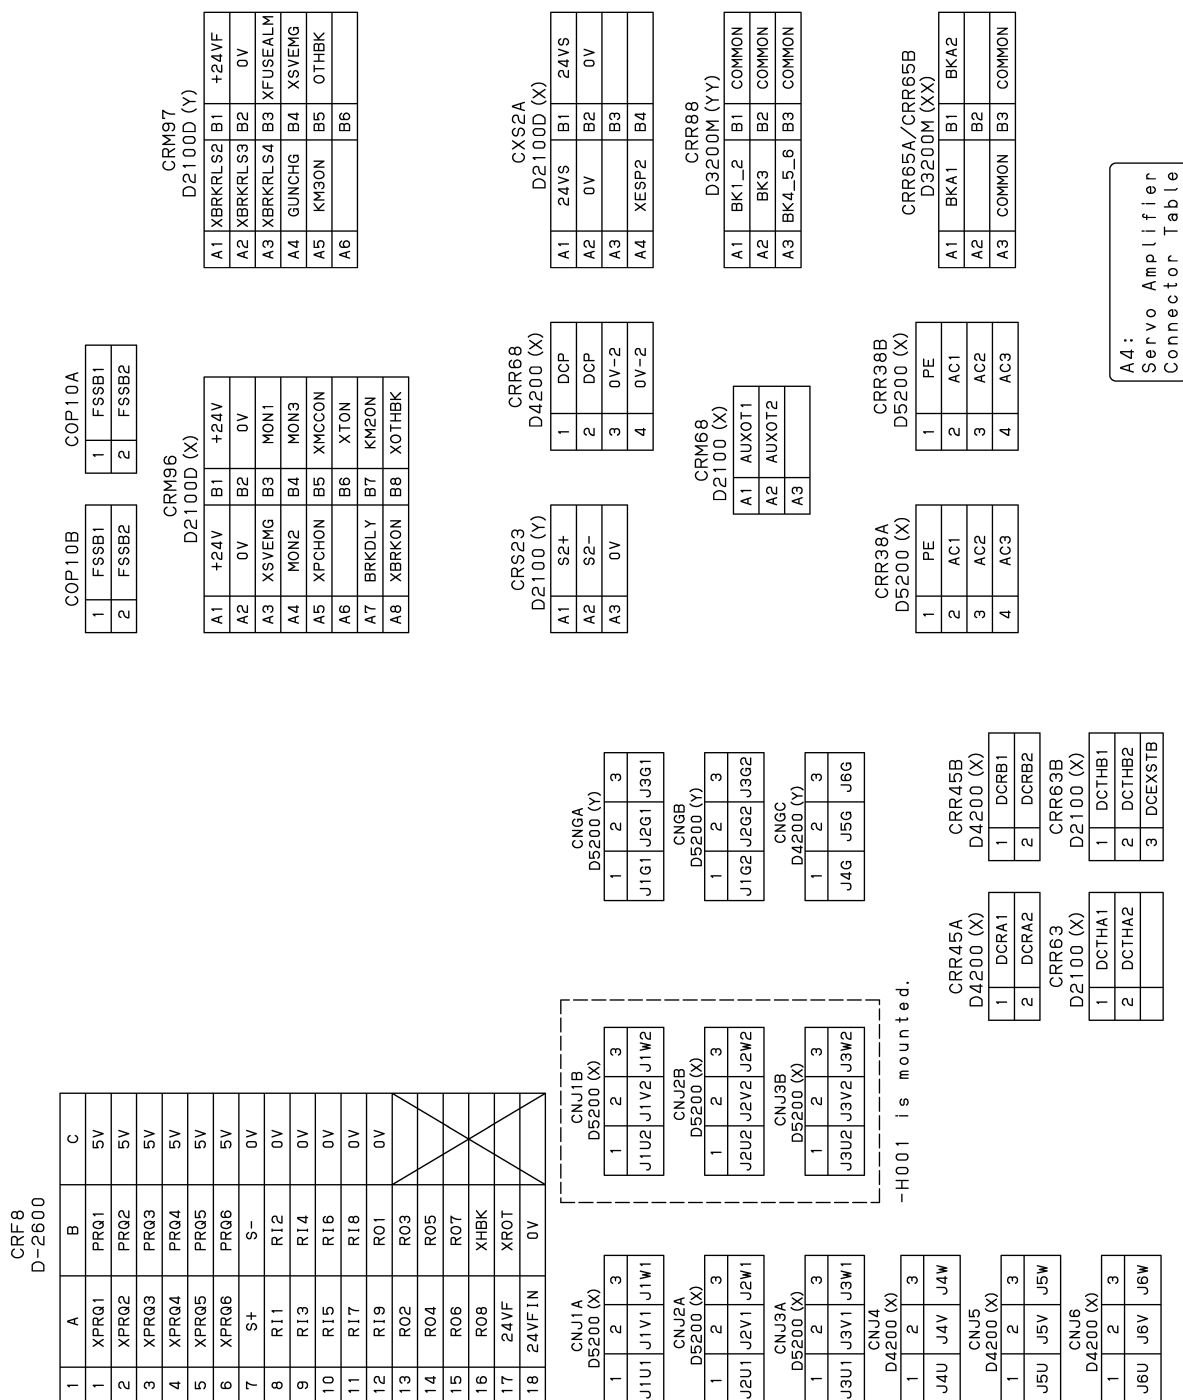 CRF8
D-2600
1 A B C
1 XPRQ1 PRQ1 5V
2 XPRQ2 PRQ2 5V
3 XPRQ3 PRQ3 5V
4 XPRQ4 PRQ4 5V
5 XPRQ5 PRQ5 5V
6 XPRQ6 PRQ6 5V
7 S+ S- 0V
8 RI1 RI2 0V
9 RI3 RI4 0V
10 RI5 RI6 0V
11 RI7 RI8 0V
12 RI9 RO1 0V
13 RO2 RO3
14 RO4 RO5
15 RO6 RO7
16 RO8 XHBK
17 24VF XROT
18 24VFIN 0V
COP10B
1 FSSB1
2 FSSB2
COP10A
1 FSSB1
2 FSSB2
CRM96
D2100D (X)
A1 +24V B1 +24V
A2 0V B2 0V
A3 XSVEMG B3 MON1
A4 MON2 B4 MON3
A5 XPCHON B5 XMCCON
A6 B6 XTON
A7 BRKDLY B7 KM2ON
A8 XBRKON B8 XOTHBK
CRM97
D2100D (Y)
A1 XBRKRLS2 B1 +24VF
A2 XBRKRLS3 B2 0V
A3 XBRKRLS4 B3 XFUSEALM
A4 GUNCHG B4 XSVEMG
A5 KM3ON B5 OTHBK
A6 B6
CNJ1A
D5200 (X)
1 2 3
J1U1 J1V1 J1W1
CNJ2A
D5200 (X)
1 2 3
J2U1 J2V1 J2W1
CNJ3A
D5200 (X)
1 2 3
J3U1 J3V1 J3W1
CNJ4
D4200 (X)
1 2 3
J4U J4V J4W
CNJ5
D4200 (X)
1 2 3
J5U J5V J5W
CNJ6
D4200 (X)
1 2 3
J6U J6V J6W
CNJ1B
D5200 (X)
1 2 3
J1U2 J1V2 J1W2
CNJ2B
D5200 (X)
1 2 3
J2U2 J2V2 J2W2
CNJ3B
D5200 (X)
1 2 3
J3U2 J3V2 J3W2
-H001 is mounted.
CNGA
D5200 (Y)
1 2 3
J1G1 J2G1 J3G1
CNGB
D5200 (Y)
1 2 3
J1G2 J2G2 J3G2
CNGC
D4200 (Y)
1 2 3
J4G J5G J6G
CRR45A
D4200 (X)
1 DCRA1
2 DCRA2
CRR63
D2100 (X)
1 DCTHA1
2 DCTHA2
CRR45B
D4200 (X)
1 DCRB1
2 DCRB2
CRR63B
D2100 (X)
1 DCTHB1
2 DCTHB2
3 DCEXSTB
CRS23
D2100 (Y)
A1 S2+
A2 S2-
A3 0V
CRR68
D4200 (X)
1 DCP
2 DCP
3 0V-2
4 0V-2
CXS2A
D2100D (X)
A1 24VS B1 24VS
A2 0V B2 0V
A3 B3
A4 XESP2 B4
CRM68
D2100 (X)
A1 AUXOT1
A2 AUXOT2
A3
CRR88
D3200M (YY)
A1 BK1_2 B1 COMMON
A2 BK3 B2 COMMON
A3 BK4_5_6 B3 COMMON
CRR38A
D5200 (X)
1 PE
2 AC1
3 AC2
4 AC3
CRR38B
D5200 (X)
1 PE
2 AC1
3 AC2
4 AC3
CRR65A/CRR65B
D3200M (XX)
A1 BKA1 B1 BKA2
A2 B2
A3 COMMON B3 COMMON
A4:
Servo Amplifier
Connector Table